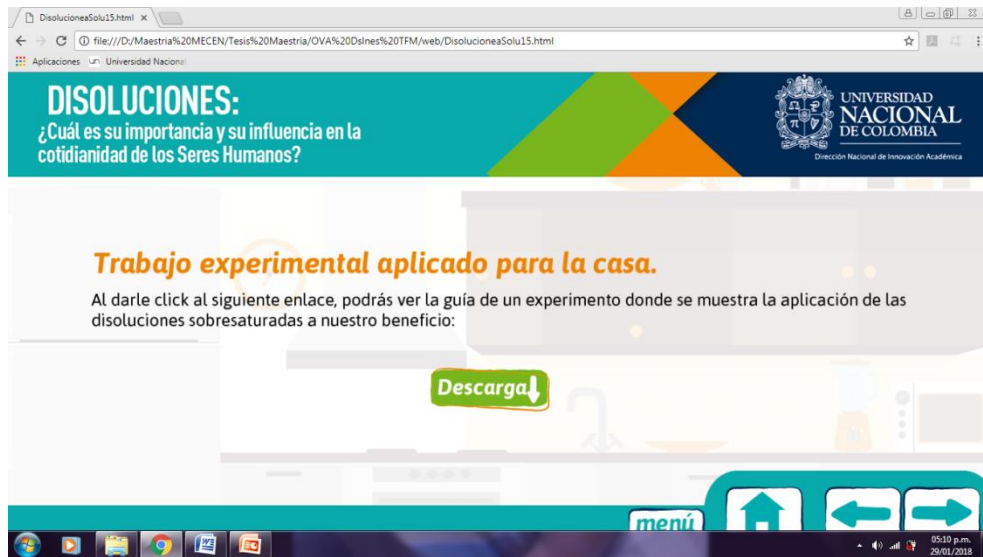 DisolucioneaSolu15.html
file:///D:/Maestria%20MECEN/Tesis%20Maestria/OVA%20DsInes%20TFM/web/DisolucioneaSolu15.html
Aplicaciones
Universidad Nacional
DISOLUCIONES:
¿Cuál es su importancia y su influencia en la
cotidianidad de los Seres Humanos?
UNIVERSIDAD
NACIONAL
DE COLOMBIA
Dirección Nacional de Innovación Académica
Trabajo experimental aplicado para la casa.
Al darle click al siguiente enlace, podrás ver la guía de un experimento donde se muestra la aplicación de las
disoluciones sobresaturadas a nuestro beneficio:
Descarga
menú
05:10 p.m.
29/01/2018